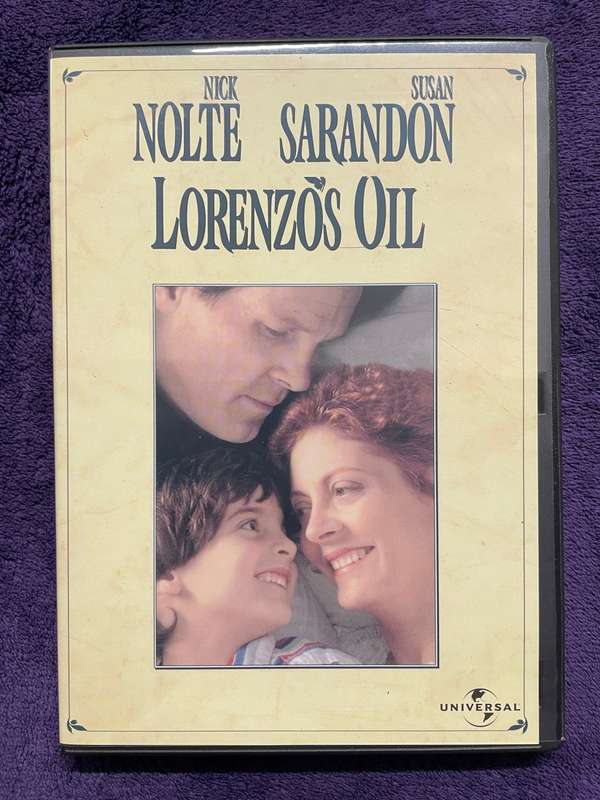 NICK SUSAN
NOLTE SARANDON
LORENZO'S OIL
UNIVERSAL